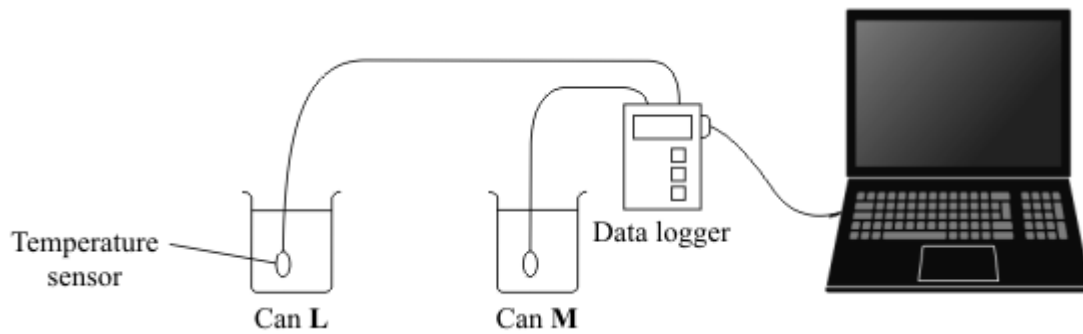 Data logger
Temperature
sensor
Can L
Can M